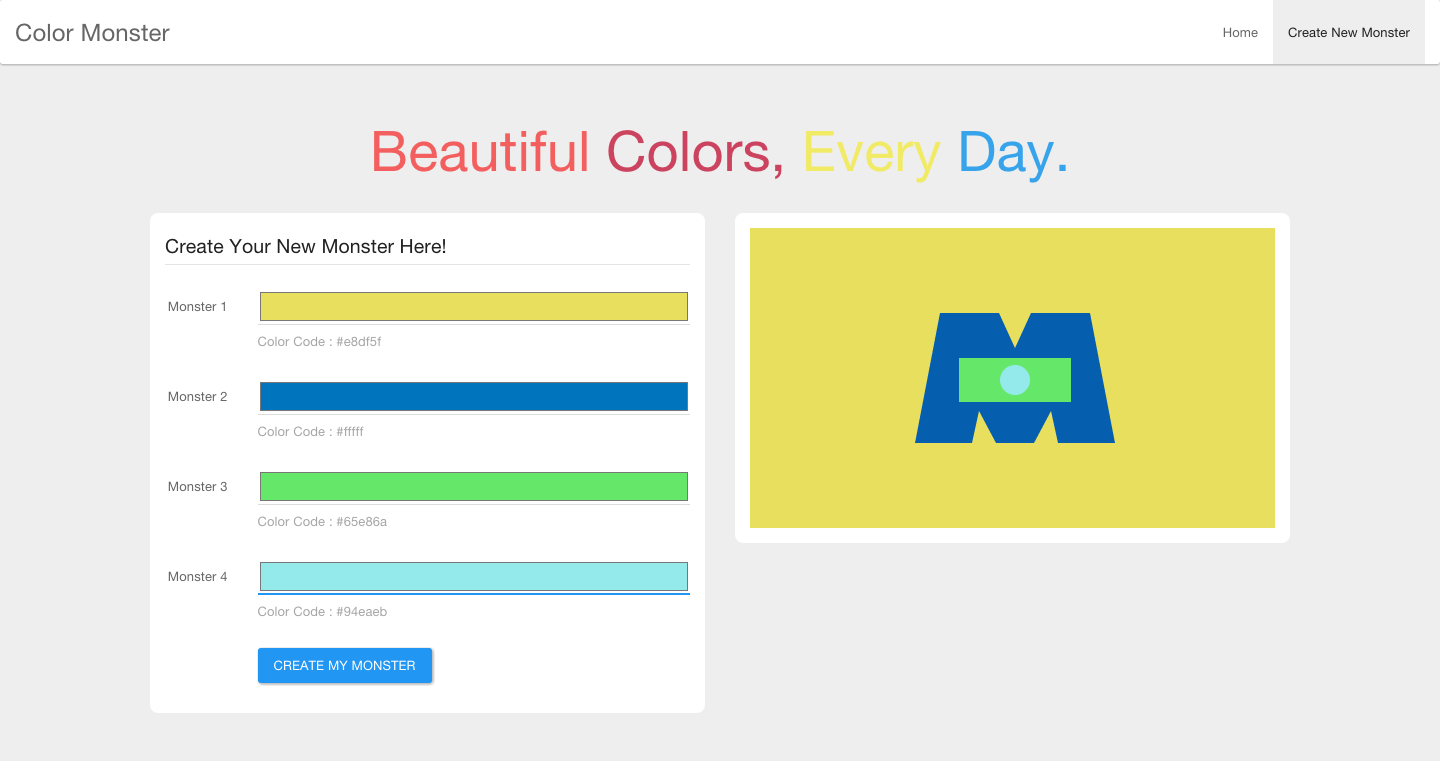 Color Monster
Home
Create New Monster
Beautiful Colors, Every Day.
Create Your New Monster Here!
Monster 1
Color Code : #e8df5f
Monster 2
Color Code : #fffff
Monster 3
Color Code : #65e86a
Monster 4
Color Code : #94eaeb
CREATE MY MONSTER